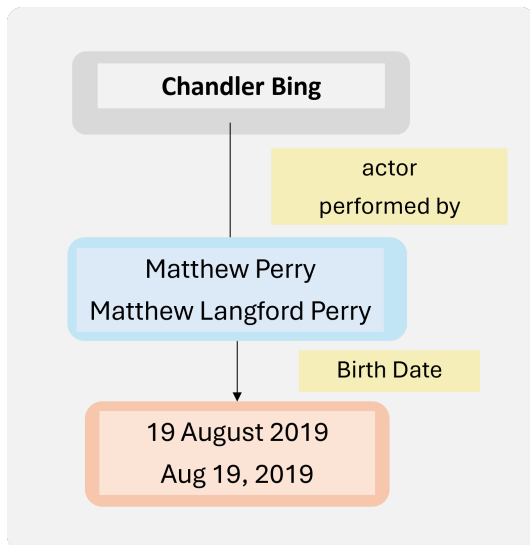 Chandler Bing
actor
performed by
Matthew Perry
Matthew Langford Perry
Birth Date
19 August 2019
Aug 19, 2019